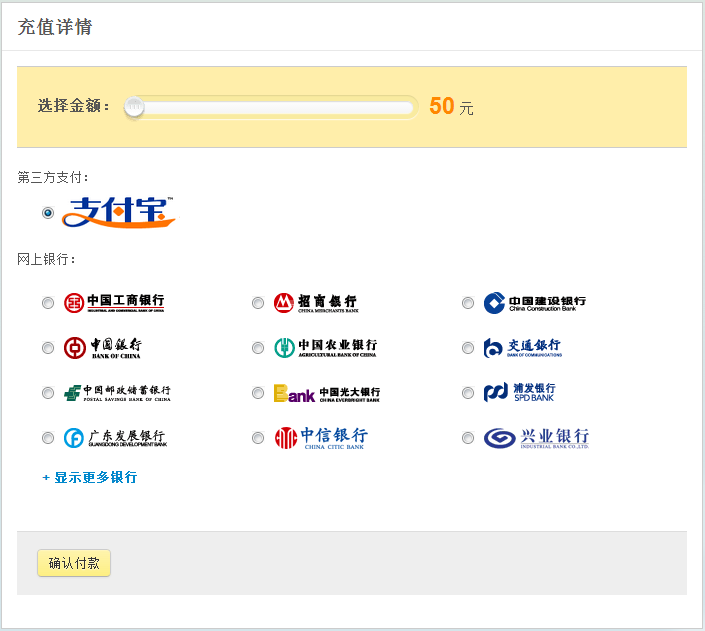 充值详情
选择金额： 50 元
第三方支付：
支付宝™
网上银行：
中国工商银行 招商银行 中国建设银行
INDUSTRIAL AND COMMERCIAL BANK OF CHINA CHINA MERCHANTS BANK China Construction Bank
中国银行 中国农业银行 交通银行
BANK OF CHINA AGRICULTURAL BANK OF CHINA BANK OF COMMUNICATIONS
中国邮政储蓄银行 Bank 中国光大银行 浦发银行
POSTAL SAVINGS BANK OF CHINA CHINA EVERBRIGHT BANK SPD BANK
广东发展银行 中信银行 兴业银行
GUANGDONG DEVELOPMENT BANK CHINA CITIC BANK INDUSTRIAL BANK CO.,LTD.
+ 显示更多银行
确认付款